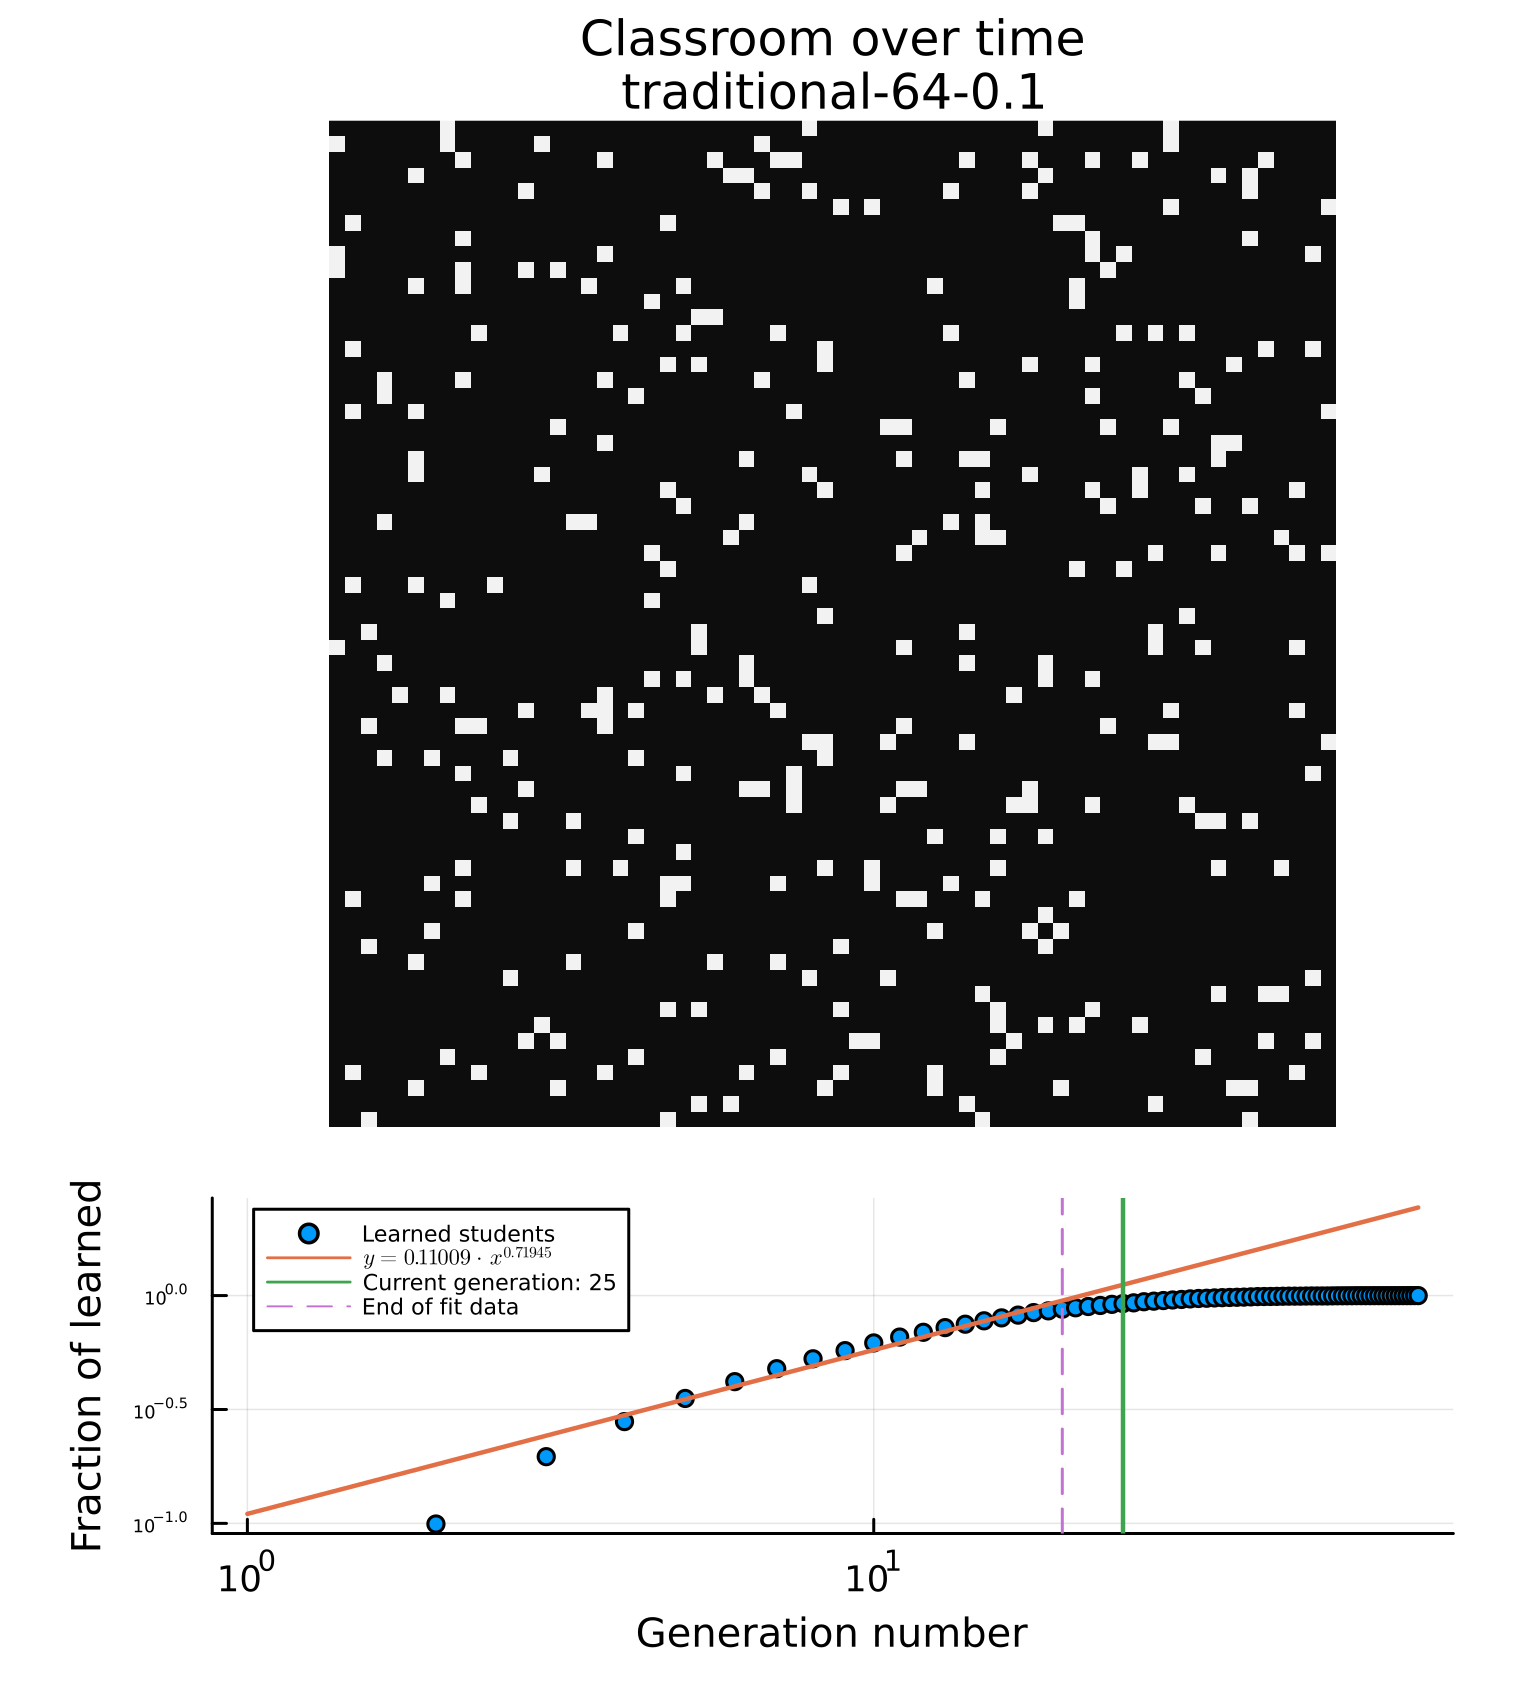 Classroom over time
traditional-64-0.1
Fraction of learned
Learned students
y = 0.11009 · x^0.71945
Current generation: 25
End of fit data
10^0.0
10^−0.5
10^−1.0
10^0 10^1
Generation number